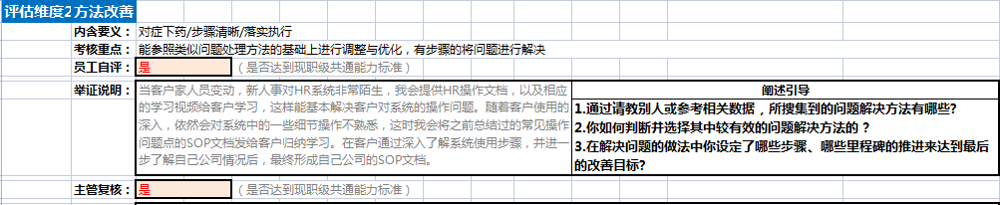 评估维度2 方法改善
内含要义： 对症下药/步骤清晰/落实执行
考核重点： 能参照类似问题处理方法的基础上进行调整与优化，有步骤的将问题进行解决
员工自评： 是 （是否达到现职级共通能力标准）
举证说明：
当客户家人员变动，新人事对HR系统非常陌生，我会提供HR操作文档，以及相应
的学习视频给客户学习，这样能基本解决客户对系统的操作问题。随着客户使用的
深入，依然会对系统中的一些细节操作不熟悉，这时我会将之前总结过的常见操作
问题点的SOP文档发给客户归纳学习。在客户通过深入了解系统使用步骤，并进一
步了解自己公司情况后，最终形成自己公司的SOP文档。
阐述引导
1.通过请教别人或参考相关数据，所搜集到的问题解决方法有哪些?
2.你如何判断并选择其中较有效的问题解决方法的？
3.在解决问题的做法中你设定了哪些步骤、哪些里程碑的推进来达到最后
的改善目标?
主管复核： 是 （是否达到现职级共通能力标准）